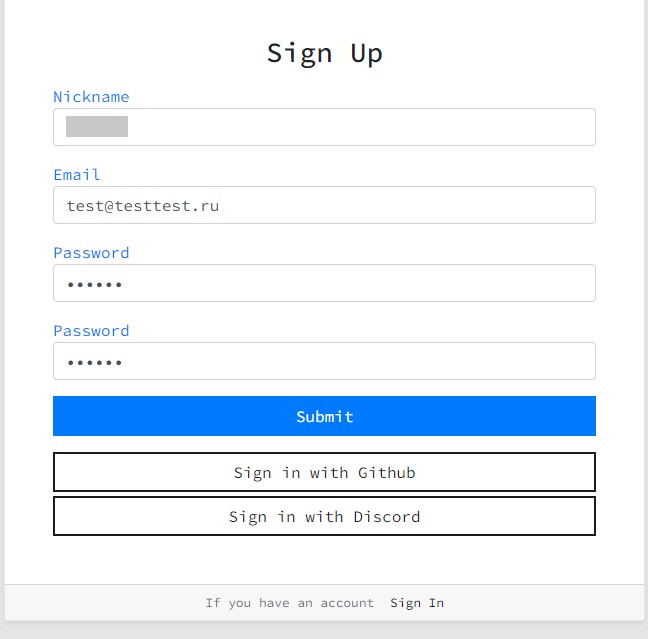 Sign Up
Nickname
Email
test@testtest.ru
Password
••••••
Password
••••••
Submit
Sign in with Github
Sign in with Discord
If you have an account Sign In